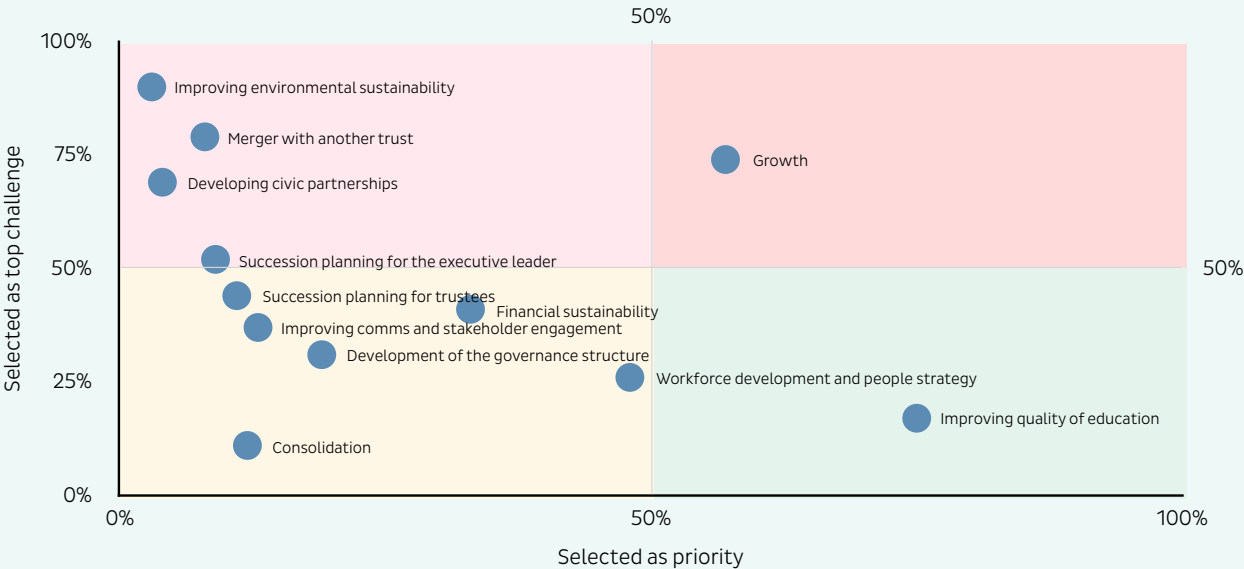 50%
100%
Improving environmental sustainability
Merger with another trust
75%
Growth
Developing civic partnerships
Selected as top challenge
Succession planning for the executive leader
50%
50%
Succession planning for trustees
Financial sustainability
Improving comms and stakeholder engagement
Development of the governance structure
25%
Workforce development and people strategy
Improving quality of education
Consolidation
0%
0%
50%
100%
Selected as priority